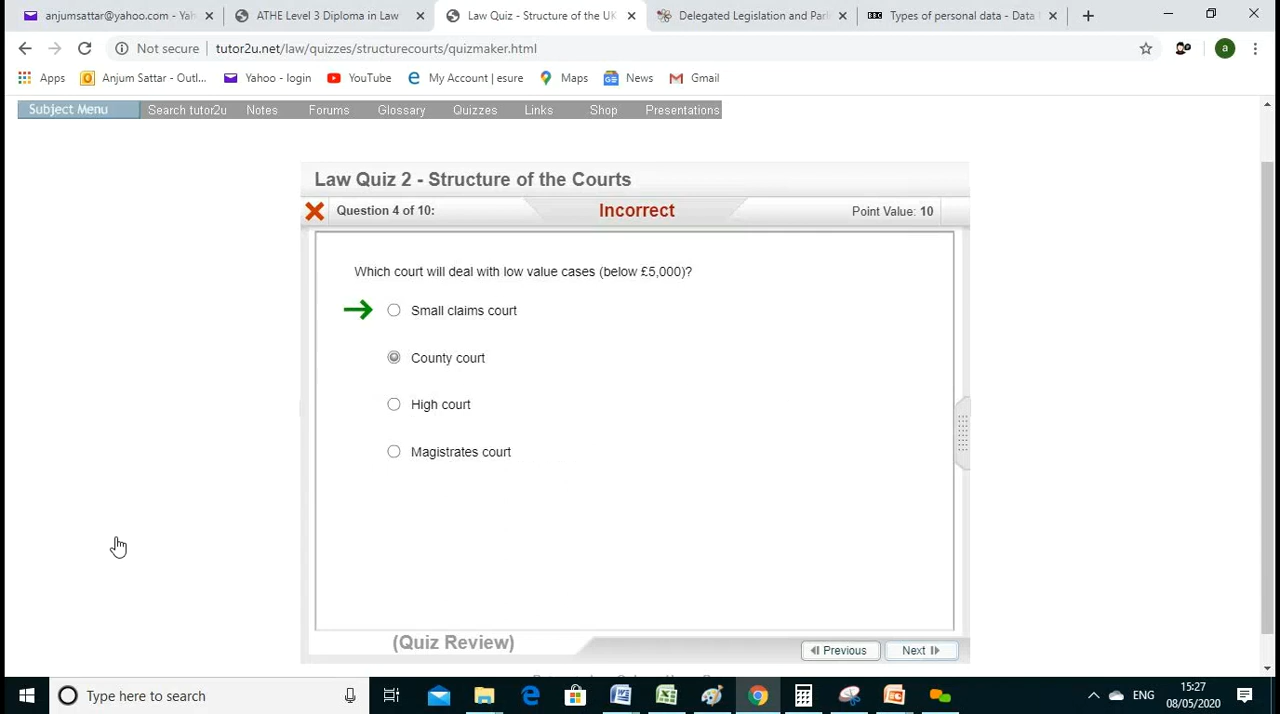 anjumsattar@yahoo.com - Yah
ATHE Level 3 Diploma in Law
Law Quiz - Structure of the UK
Delegated Legislation and Parli
Types of personal data - Data
Not secure
tutor2u.net/law/quizzes/structurecourts/quizmaker.html
a
Apps
Anjum Sattar - Outl...
Yahoo - login
YouTube
My Account | esure
Maps
News
Gmail
Subject Menu
Search tutor2u
Notes
Forums
Glossary
Quizzes
Links
Shop
Presentations
Law Quiz 2 - Structure of the Courts
Question 4 of 10:
Incorrect
Point Value: 10
Which court will deal with low value cases (below £5,000)?
Small claims court
County court
High court
Magistrates court
(Quiz Review)
Previous
Next
Type here to search
ENG
15:27
08/05/2020